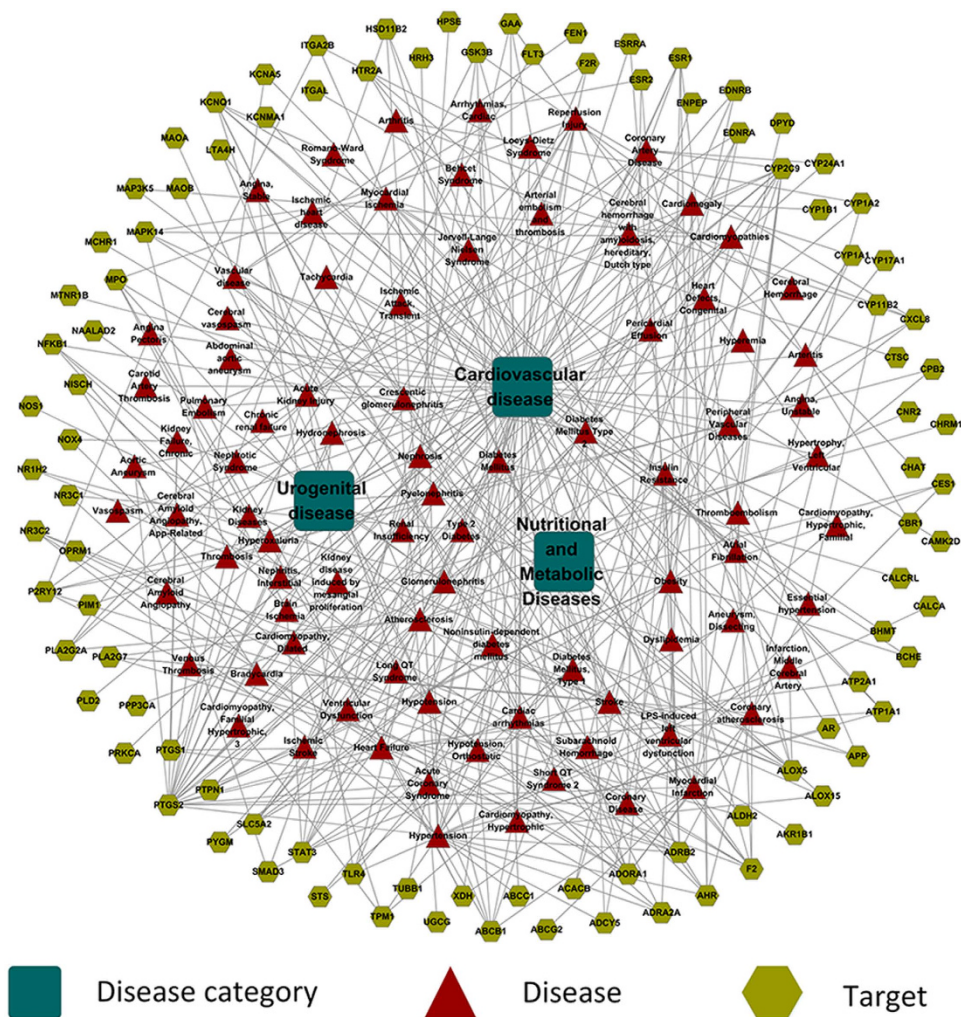 HSD11B2
HPSE
GAA
FEN1
ITGA2B
HRH3
GSK3B
FLT3
ESRRA
ESR1
KCNA5
ITGAL
HTR2A
F2R
ESR2
ENPEP
EDNRB
KCNQ1
KCNMA1
Arthritis
Arrhythmias,
Cardiac
Reperfusion
Injury
Coronary
Artery
Disease
EDNRA
DPYD
MAOA
LTA4H
Romano-Ward
Syndrome
Loeys-Dietz
Syndrome
CYP2C9
CYP24A1
MAP3K5
MAOB
Angina,
Stable
Ischemic
heart
disease
Myocardial
Ischemia
Behcet
Syndrome
Arterial
embolism
and
thrombosis
Cerebral
hemorrhage
with
amyloidosis,
hereditary,
Dutch type
Cardiomegaly
CYP1B1
CYP1A2
MCHR1
MAPK14
Jervell-Lange
Nielsen
Syndrome
Cardiomyopathies
CYP1A1
CYP17A1
MTNR1B
MPO
Vascular
disease
Tachycardia
Ischemic
Attack,
Transient
Heart
Defects,
Congenital
Cerebral
Hemorrhage
CYP11B2
CXCL8
NFKB1
NAALAD2
Angina
Pectoris
Cerebral
vasospasm
Pericardial
Effusion
Hyperemia
Arteritis
CTSC
CPB2
NISCH
Carotid
Artery
Thrombosis
Abdominal
aortic
aneurysm
Cardiovascular
disease
NOS1
Pulmonary
Embolism
Acute
Kidney Injury
Crescentic
glomerulonephritis
Angina,
Unstable
CNR2
CHRM1
NOX4
Kidney
Failure,
Chronic
Chronic
renal failure
Hydronephrosis
Diabetes
Mellitus Type
2
Peripheral
Vascular
Diseases
Hypertrophy,
Left
Ventricular
CHAT
NR1H2
Aortic
Aneurysm
Nephrotic
Syndrome
Nephrosis
Diabetes
Mellitus
Insulin
Resistance
CES1
NR3C1
Vasospasm
Cerebral
Amyloid
Angiopathy,
App-Related
Kidney
Diseases
Urogenital
disease
Pyelonephritis
Thromboembolism
Cardiomyopathy,
Hypertrophic,
Familial
CBR1
CAMK2D
NR3C2
OPRM1
Thrombosis
Hyperoxaluria
Renal
Insufficiency
Type 2
Diabetes
Nutritional
and
Metabolic
Diseases
Atrial
Fibrillation
CALCRL
P2RY12
PIM1
Cerebral
Amyloid
Angiopathy
Nephritis,
Interstitial
Kidney
disease
induced by
mesangial
proliferation
Glomerulonephritis
Obesity
Essential
hypertension
CALCA
PLA2G2A
PLA2G7
Brain
Ischemia
Atherosclerosis
Aneurysm,
Dissecting
BHMT
BCHE
PLD2
PPP3CA
Venous
Thrombosis
Cardiomyopathy,
Dilated
Noninsulin-dependent
diabetes
mellitus
Dyslipidemia
Infarction,
Middle
Cerebral
Artery
ATP2A1
Bradycardia
Long QT
Syndrome
Diabetes
Mellitus,
Type 1
ATP1A1
PRKCA
PTGS1
Cardiomyopathy,
Familial
Hypertrophic,
3
Ventricular
Dysfunction
Hypotension
Cardiac
arrhythmias
Stroke
LPS-induced
left
ventricular
dysfunction
Coronary
atherosclerosis
AR
APP
PTGS2
PTPN1
Ischemic
Stroke
Heart Failure
Hypotension,
Orthostatic
Subarachnoid
Hemorrhage
ALOX5
ALOX15
PYGM
SLC5A2
Acute
Coronary
Syndrome
Short QT
Syndrome 2
Coronary
Disease
Myocardial
Infarction
ALDH2
AKR1B1
SMAD3
STAT3
Hypertension
Cardiomyopathy,
Hypertrophic
ADRB2
F2
STS
TLR4
TUBB1
XDH
ABCC1
ACACB
ADORA1
AHR
TPM1
UGCG
ABCB1
ABCG2
ADCY5
ADRA2A
Disease category
Disease
Target